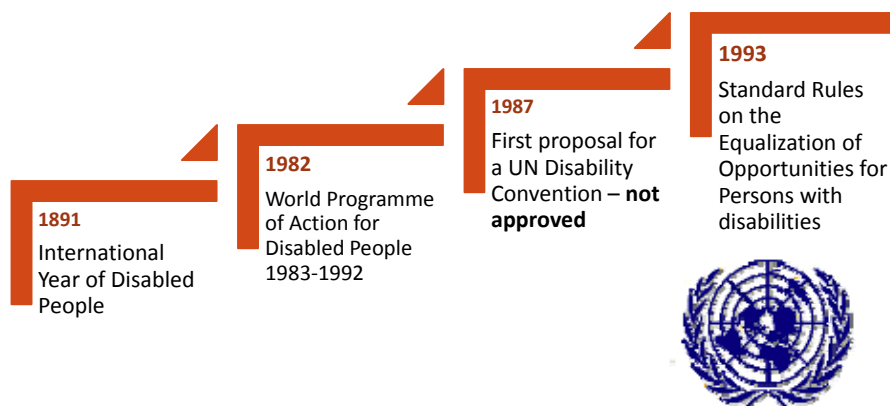 1891
International
Year of Disabled
People
1982
World Programme
of Action for
Disabled People
1983-1992
1987
First proposal for
a UN Disability
Convention – not
approved
1993
Standard Rules
on the
Equalization of
Opportunities for
Persons with
disabilities